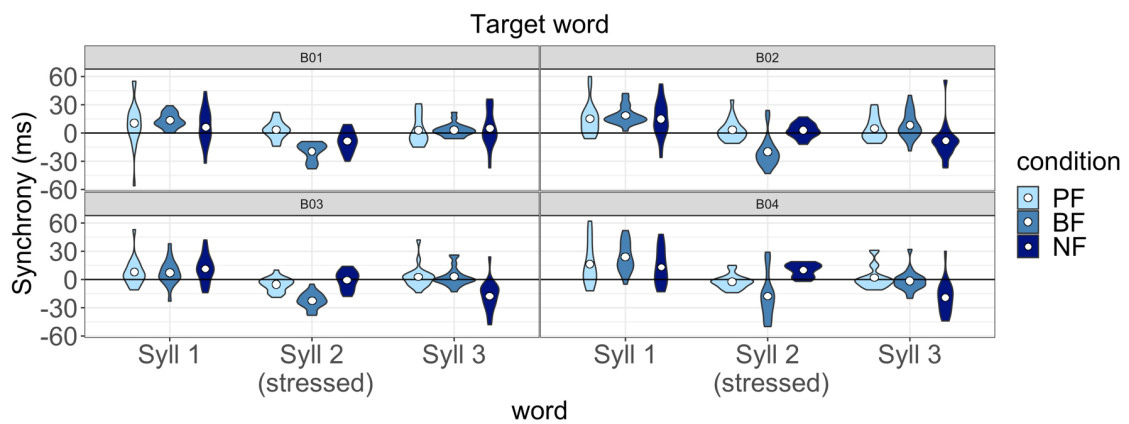 Target word
B01
B02
60
30
0
-30
-60
60
30
0
-30
-60
Synchrony (ms)
B03
B04
Syll 1
Syll 2
(stressed)
Syll 3
Syll 1
Syll 2
(stressed)
Syll 3
word
condition
PF
BF
NF